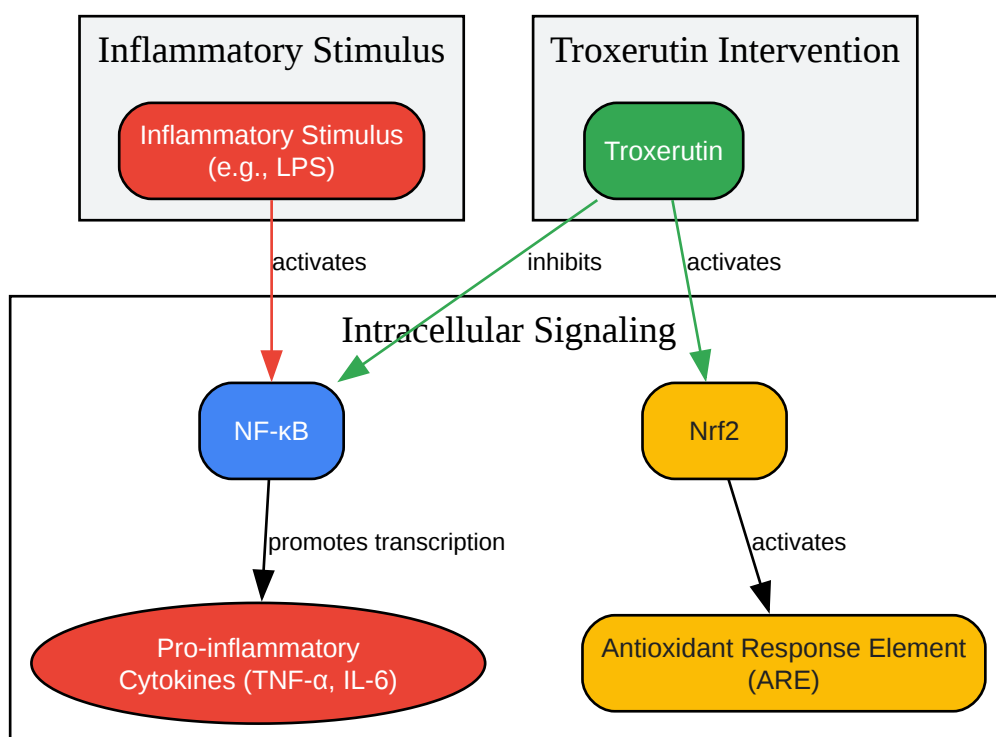 Inflammatory Stimulus
Troxerutin Intervention
Inflammatory Stimulus
(e.g., LPS)
Troxerutin
activates
inhibits
activates
Intracellular Signaling
NF-κB
Nrf2
promotes transcription
activates
Pro-inflammatory
Cytokines (TNF-α, IL-6)
Antioxidant Response Element
(ARE)